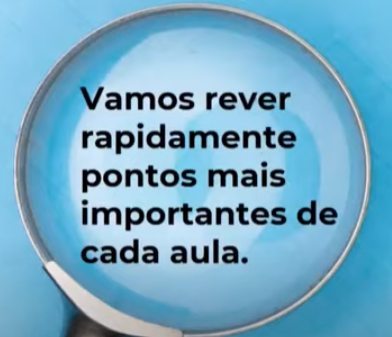 Vamos rever
rapidamente
pontos mais
importantes de
cada aula.